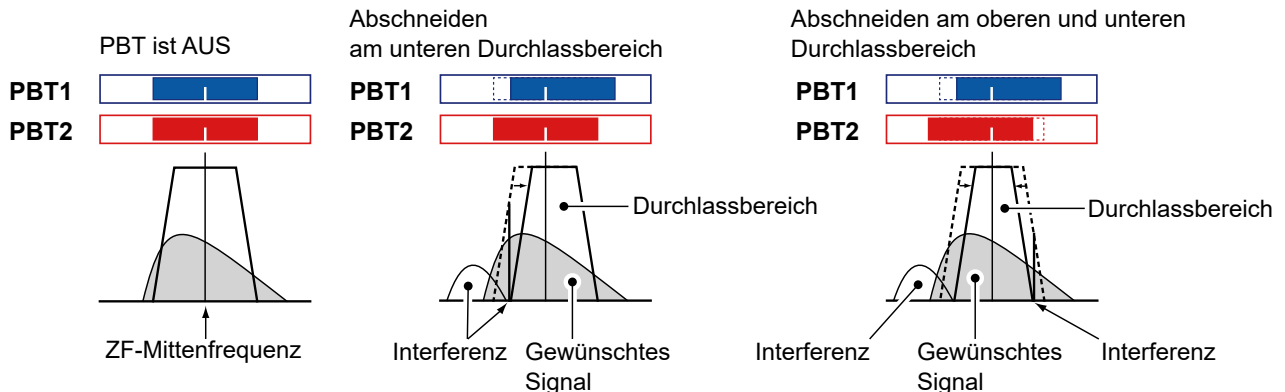 PBT ist AUS
PBT1
PBT2
ZF-Mittenfrequenz
Abschneiden
am unteren Durchlassbereich
PBT1
PBT2
Durchlassbereich
Interferenz
Gewünschtes
Signal
Abschneiden am oberen und unteren
Durchlassbereich
PBT1
PBT2
Durchlassbereich
Interferenz
Gewünschtes
Signal
Interferenz